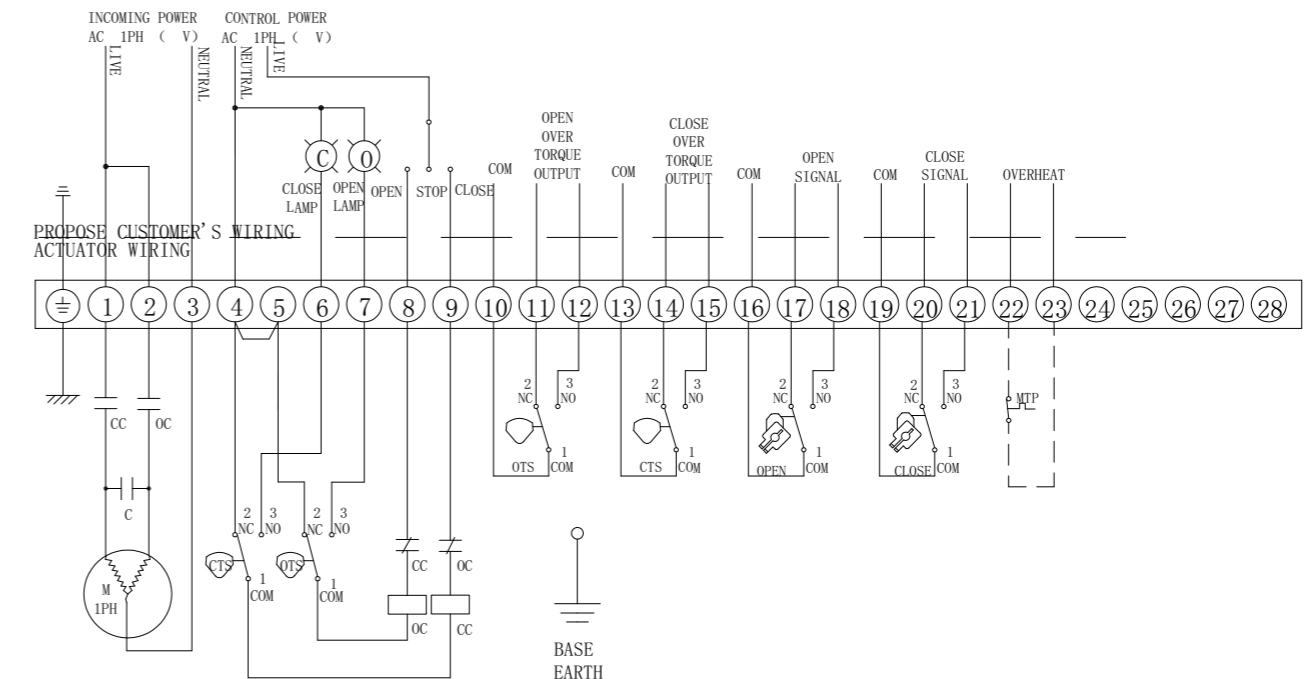 INCOMING POWER
AC 1PH ( V)
CONTROL POWER
AC 1PH ( V)
LIVE
NEUTRAL
NEUTRAL
LIVE
C
O
CLOSE
LAMP
OPEN
LAMP
OPEN
STOP
CLOSE
COM
OPEN
OVER
TORQUE
OUTPUT
COM
CLOSE
OVER
TORQUE
OUTPUT
COM
OPEN
SIGNAL
COM
CLOSE
SIGNAL
OVERHEAT
PROPOSE CUSTOMER'S WIRING
ACTUATOR WIRING
1 2 3 4 5 6 7 8 9 10 11 12 13 14 15 16 17 18 19 20 21 22 23 24 25 26 27 28
CC
OC
C
M
1PH
2
NC
3
NO
CTS
1
COM
2
NC
3
NO
OTS
1
COM
CC
OC
OC
CC
2
NC
3
NO
1
OTS
COM
2
NC
3
NO
1
CTS
COM
2
NC
3
NO
1
OPEN
COM
2
NC
3
NO
1
CLOSE
COM
MTP
BASE
EARTH